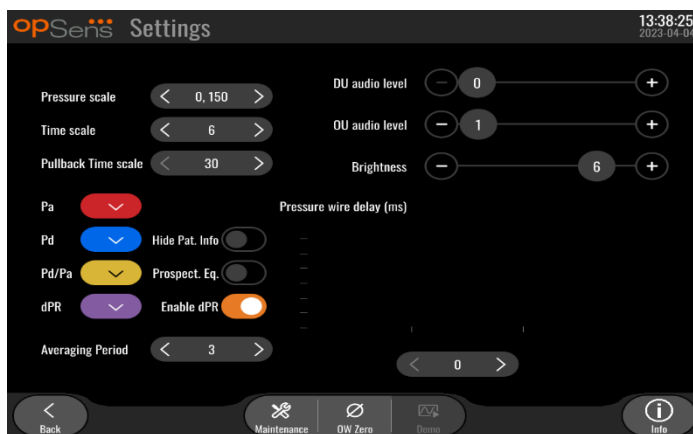 opSens Settings
13:38:25
2023-04-04
Pressure scale 0, 150
Time scale 6
Pullback Time scale 30
DU audio level 0
OU audio level 1
Brightness 6
Pa
Pd
Pd/Pa
dPR
Hide Pat. Info
Prospect. Eq.
Enable dPR
Pressure wire delay (ms)
Averaging Period 3
0
Back
Maintenance
OW Zero
Demo
Info